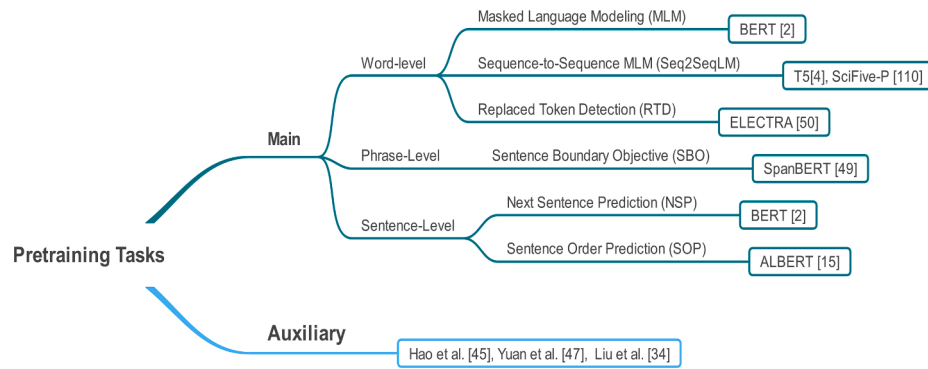 Masked Language Modeling (MLM)
BERT [2]
Word-level
Sequence-to-Sequence MLM (Seq2SeqLM)
T5[4], SciFive-P [110]
Replaced Token Detection (RTD)
ELECTRA [50]
Main
Phrase-Level
Sentence Boundary Objective (SBO)
SpanBERT [49]
Next Sentence Prediction (NSP)
BERT [2]
Sentence-Level
Sentence Order Prediction (SOP)
ALBERT [15]
Pretraining Tasks
Auxiliary
Hao et al. [45], Yuan et al. [47], Liu et al. [34]